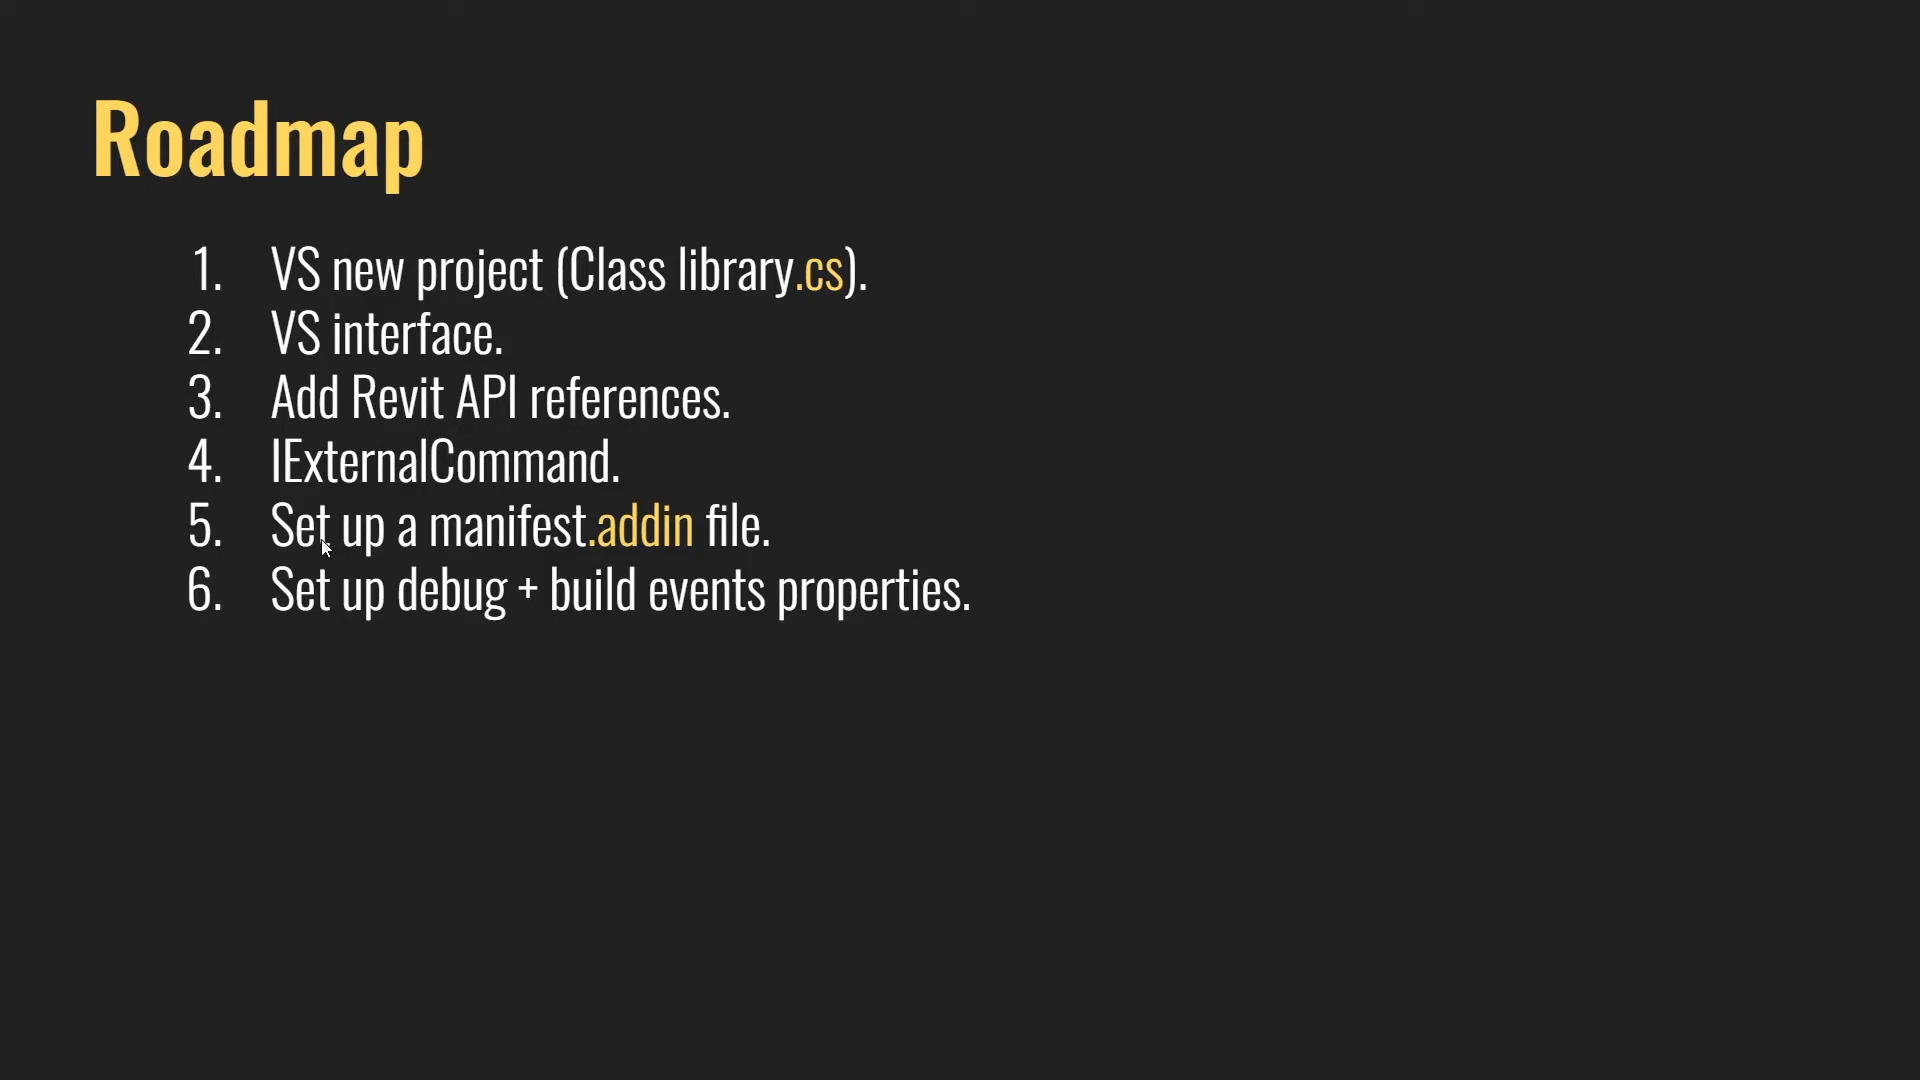 Roadmap
1. VS new project (Class library.cs).
2. VS interface.
3. Add Revit API references.
4. IExternalCommand.
5. Set up a manifest.addin file.
6. Set up debug + build events properties.